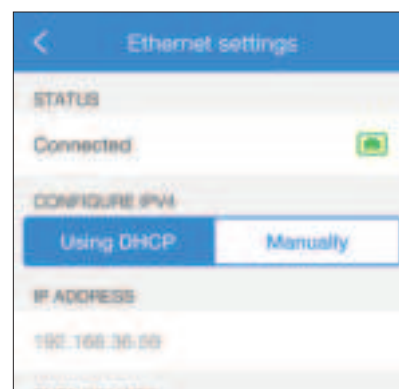 Ethernet settings
STATUS
Connected
CONFIGURE IPV4
Using DHCP Manually
IP ADDRESS